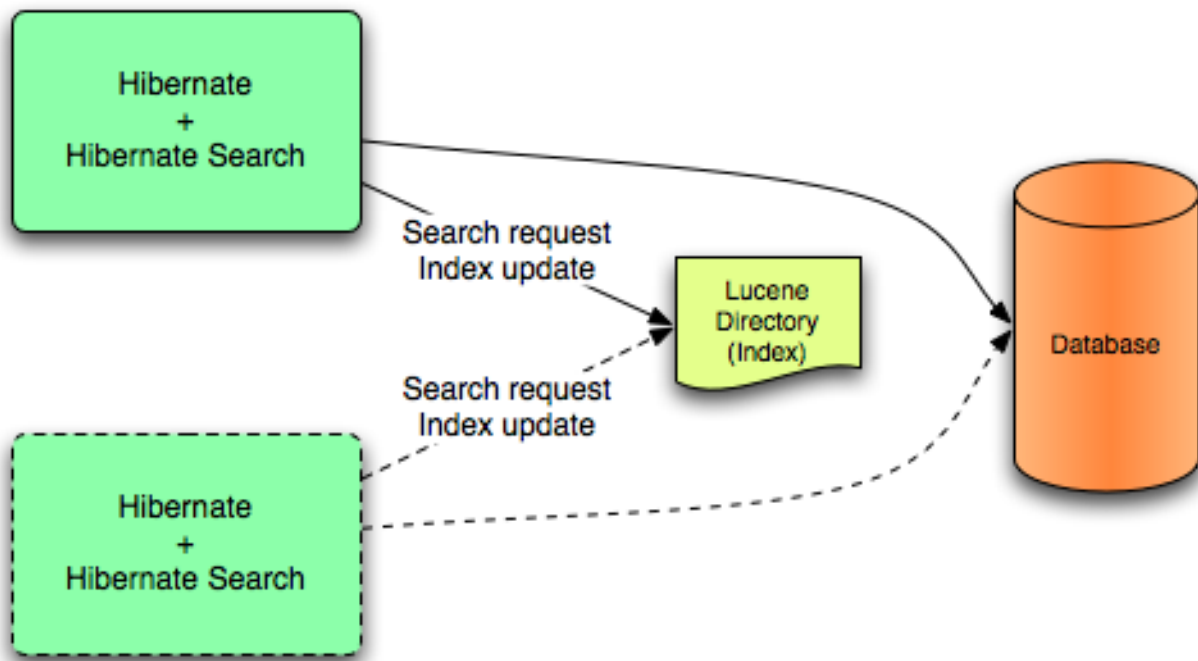 Hibernate
+
Hibernate Search
Search request
Index update
Lucene
Directory
(Index)
Database
Search request
Index update
Hibernate
+
Hibernate Search